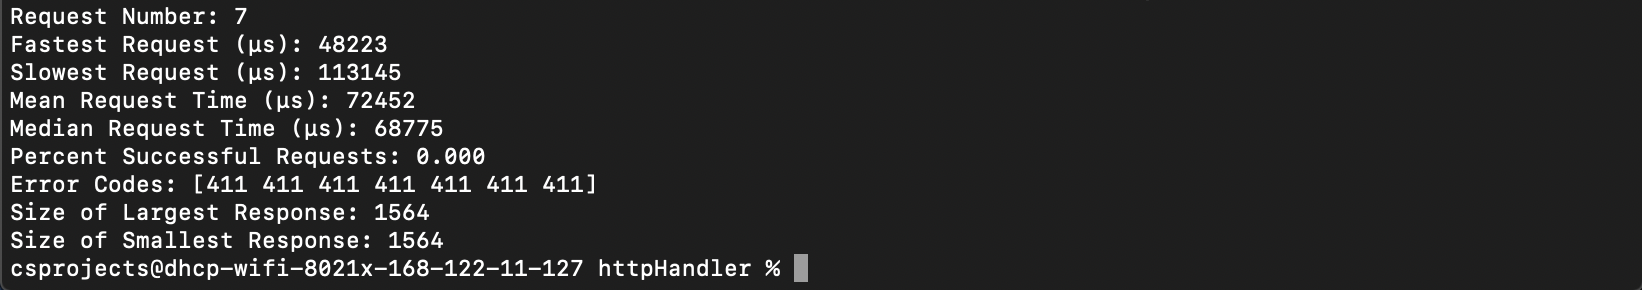 Request Number: 7
Fastest Request (µs): 48223
Slowest Request (µs): 113145
Mean Request Time (µs): 72452
Median Request Time (µs): 68775
Percent Successful Requests: 0.000
Error Codes: [411 411 411 411 411 411 411]
Size of Largest Response: 1564
Size of Smallest Response: 1564
csprojects@dhcp-wifi-8021x-168-122-11-127 httpHandler %